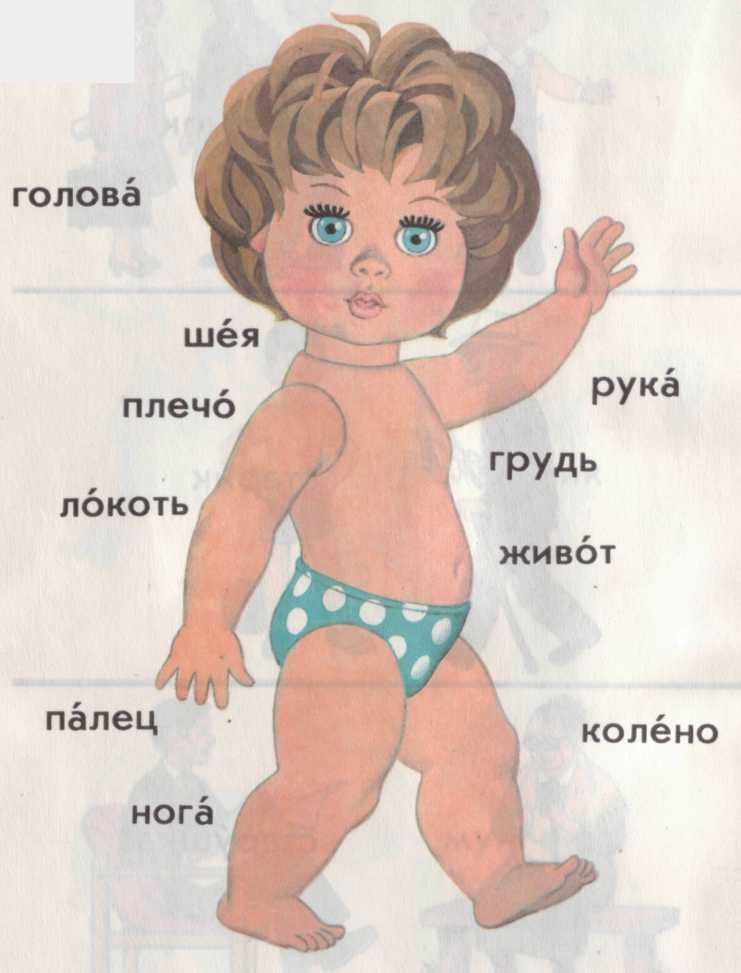 голова́
ше́я
плечо́
рука́
грудь
ло́коть
живо́т
па́лец
коле́но
нога́